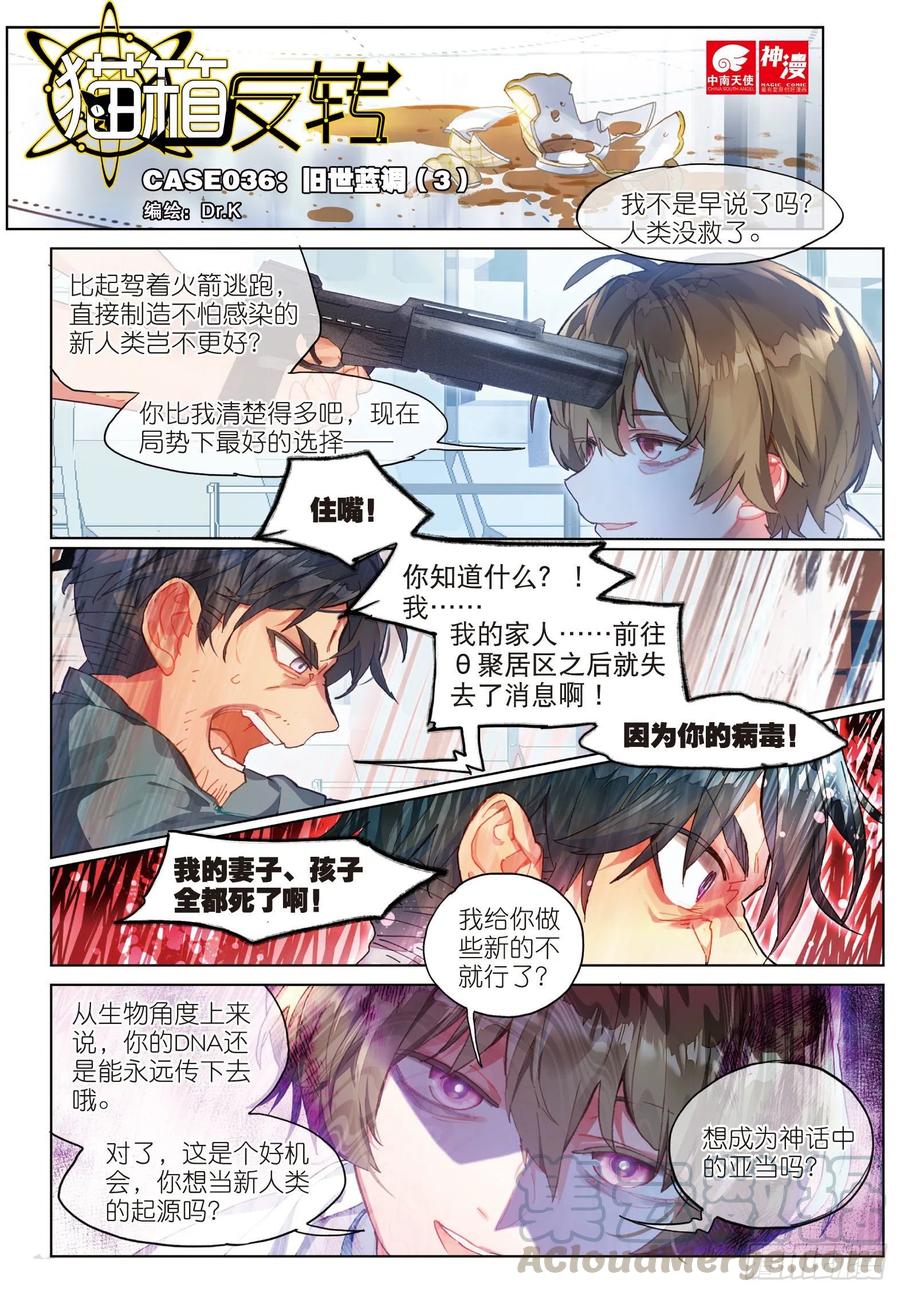 猫箱反转
CASE036：旧世蓝调（3）
编绘：Dr.K
中南天使
CHINA SOUTH ANGEL
神漫
MAGIC COMIC
我不是早说了吗？
人类没救了。
比起驾着火箭逃跑，
直接制造不怕感染的
新人类岂不更好？
你比我清楚得多吧，现在
局势下最好的选择——
住嘴！
你知道什么？！
我……
我的家人……前往
θ聚居区之后就失
去了消息啊！
因为你的病毒！
我的妻子、孩子
全都死了啊！
我给你做
些新的不
就行了？
从生物角度上来
说，你的DNA还
是能永远传下去
哦。
对了，这是个好机
会，你想当新人类
的起源吗？
想成为神话中
的亚当吗？
ACloudMerge.com